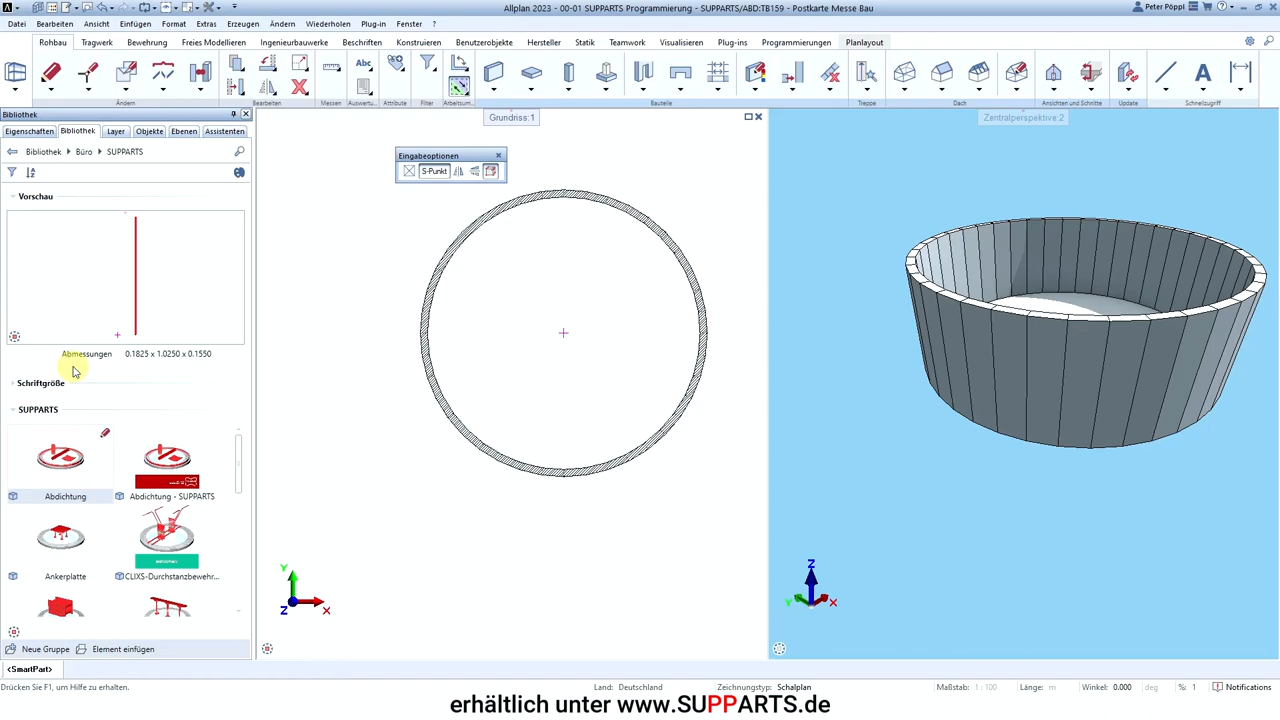 Allplan 2023 - 00-01 SUPPARTS Programmierung - SUPPARTS/ABD:TB159 - Postkarte Messe Bau
Peter Pöppl
Datei Bearbeiten Ansicht Einfügen Format Extras Erzeugen Ändern Wiederholen Plug-in Fenster ?
Rohbau Tragwerk Bewehrung Freies Modellieren Ingenieurbauwerke Beschriften Konstruieren Benutzerobjekte Hersteller Statik Teamwork Visualisieren Plug-ins Programmierungen Planlayout
Abc
A
Ändern Bearbeiten Messen Auswertu... Attribute Filter Arbeitsum... Bauteile Treppe Dach Ansichten und Schnitte Update Schnellzugriff
Bibliothek
Eigenschaften Bibliothek Layer Objekte Ebenen Assistenten
Bibliothek Büro SUPPARTS
Vorschau
Abmessungen 0.1825 x 1.0250 x 0.1550
Schriftgröße
SUPPARTS
Abdichtung
Abdichtung - SUPPARTS
Ankerplatte
CLIXS-Durchstanzbewehr...
Neue Gruppe Element einfügen
<SmartPart>
Grundriss:1
Eingabeoptionen
S-Punkt
Y
Z X
Zentralperspektive:2
Z
Y X
Drücken Sie F1, um Hilfe zu erhalten. Land: Deutschland Zeichnungstyp: Schalplan Maßstab: 1 : 100 Länge: m Winkel: 0.000 deg %: 1 Notifications
erhältlich unter www.SUPPARTS.de